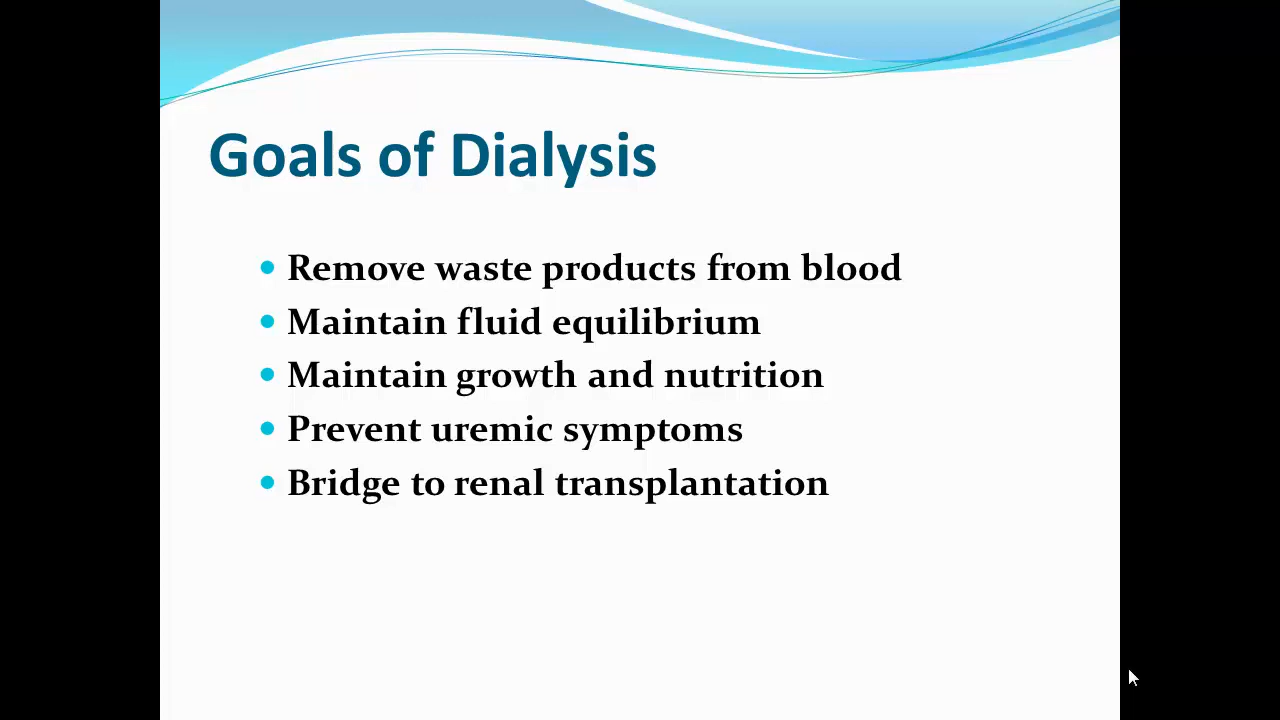 Goals of Dialysis
• Remove waste products from blood
• Maintain fluid equilibrium
• Maintain growth and nutrition
• Prevent uremic symptoms
• Bridge to renal transplantation